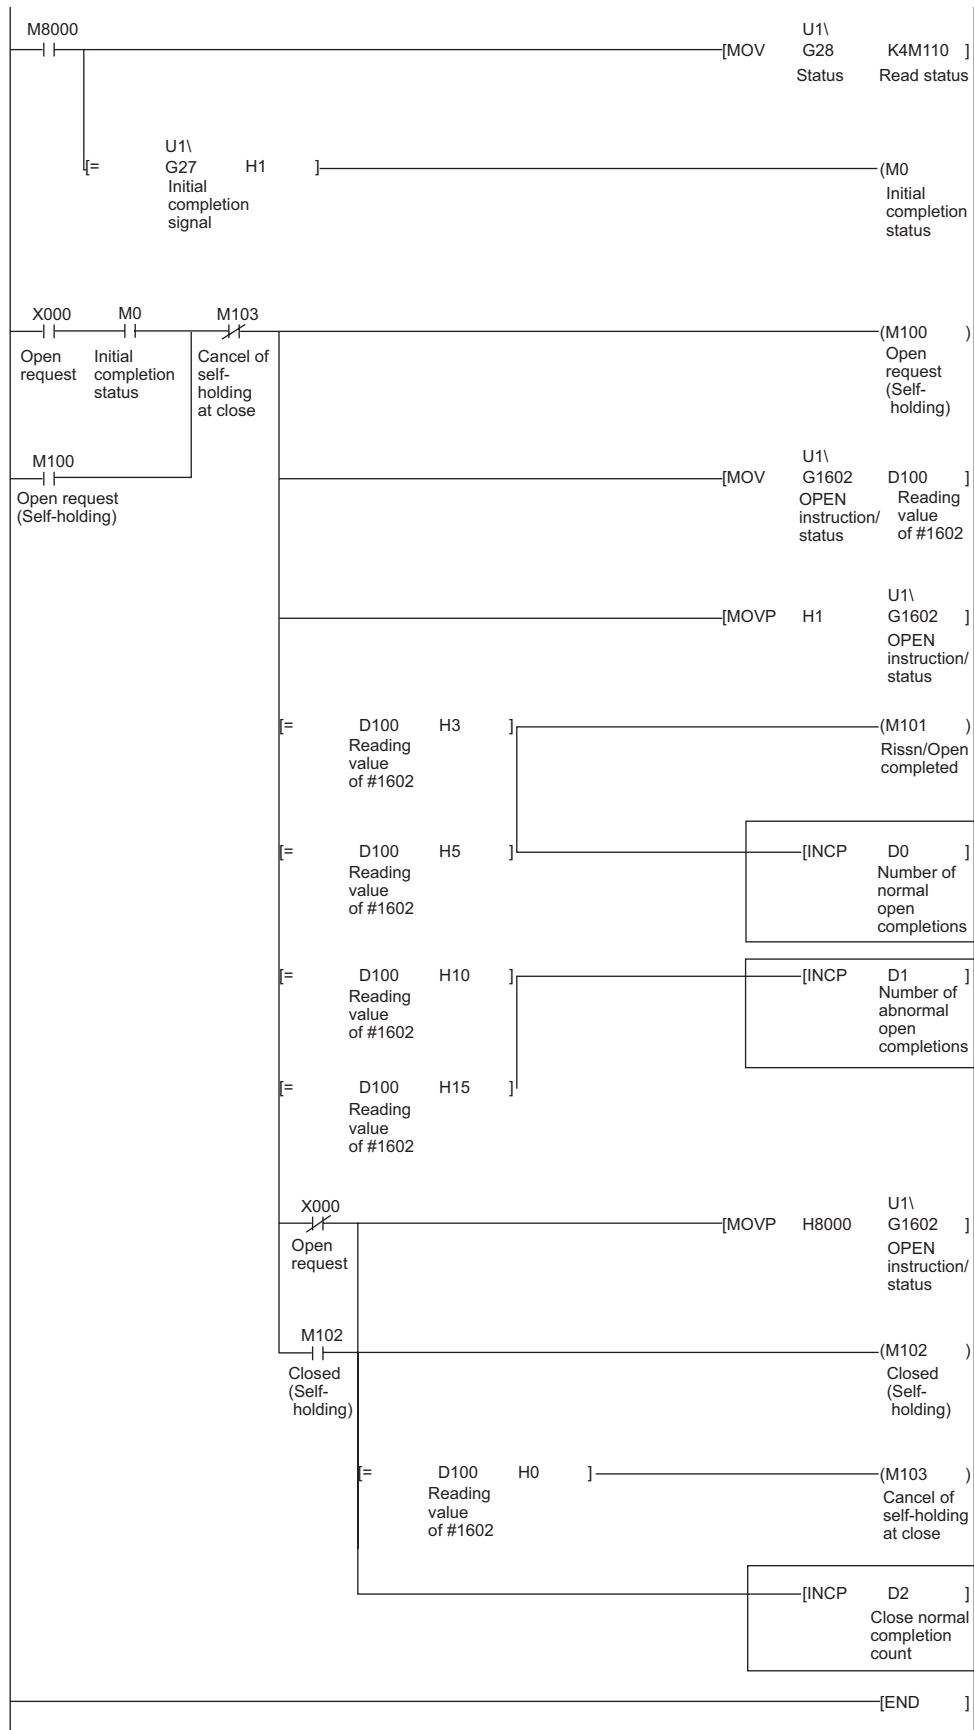 M8000
U1\
[MOV G28 K4M110 ]
Status Read status
U1\
[= G27 H1 ] (M0
Initial
completion
signal
Initial
completion
status
X000 M0 M103
(M100 )
Open
request
Initial
completion
status
Cancel of
self-
holding
at close
Open
request
(Self-
holding)
M100
Open request
(Self-holding)
U1\
[MOV G1602 D100 ]
OPEN
instruction/
status
Reading
value
of #1602
U1\
[MOVP H1 G1602 ]
OPEN
instruction/
status
[= D100 H3 ] (M101 )
Reading
value
of #1602
Rissn/Open
completed
[= D100 H5 ] [INCP D0 ]
Reading
value
of #1602
Number of
normal
open
completions
[= D100 H10 ] [INCP D1 ]
Reading
value
of #1602
Number of
abnormal
open
completions
[= D100 H15 ]
Reading
value
of #1602
X000
Open
request
U1\
[MOVP H8000 G1602 ]
OPEN
instruction/
status
M102
(M102 )
Closed
(Self-
holding)
Closed
(Self-
holding)
[= D100 H0 ] (M103 )
Reading
value
of #1602
Cancel of
self-holding
at close
[INCP D2 ]
Close normal
completion
count
[END ]